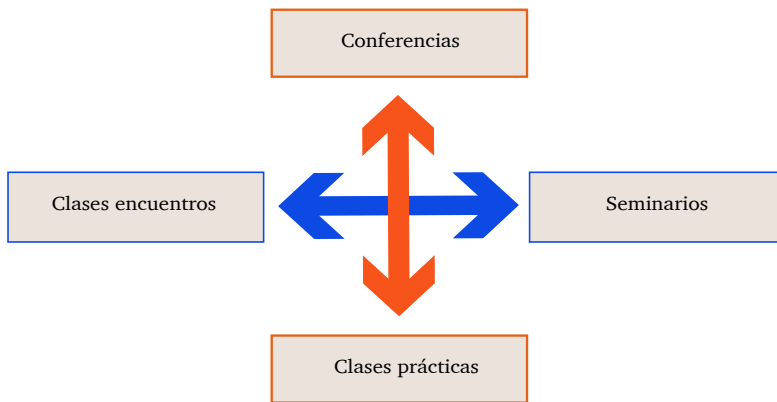 Conferencias
Clases encuentros
Seminarios
Clases prácticas